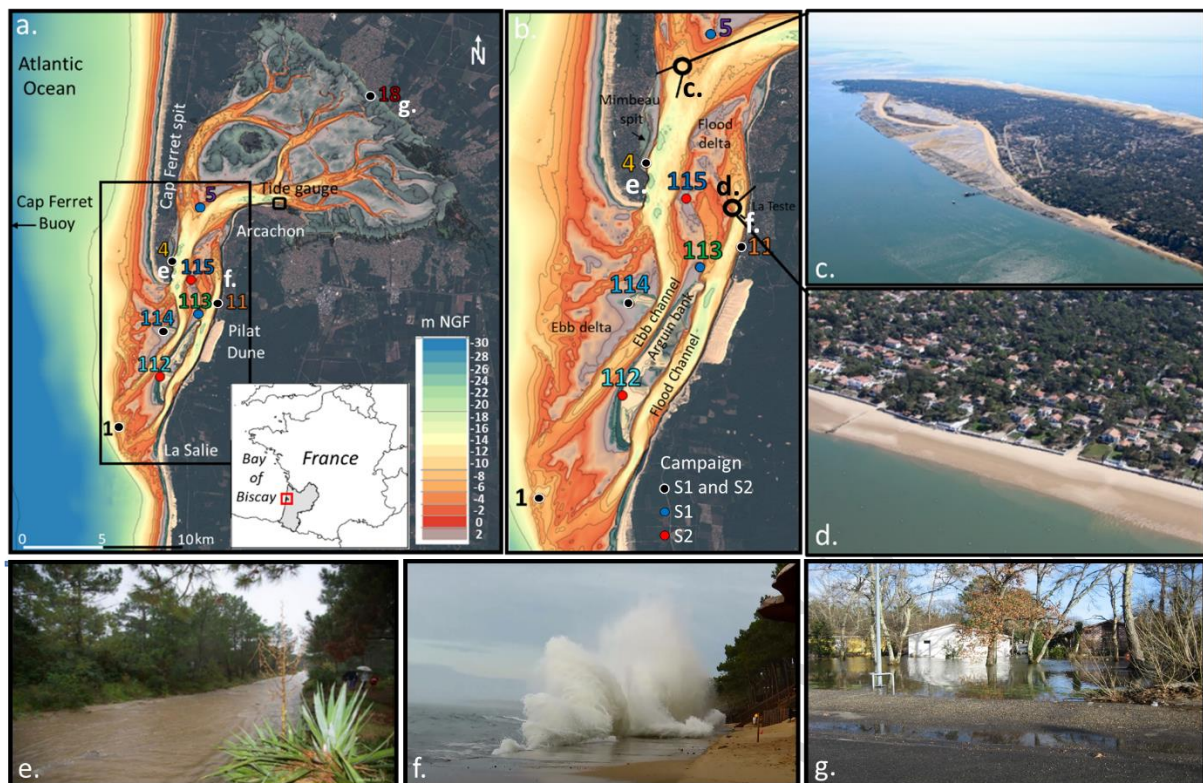 a.
Atlantic
Ocean
N
18
g.
Cap Ferret spit
5
Tide gauge
Cap Ferret
Buoy
Arcachon
4
e.
115
f.
113
11
114
Pilat
Dune
112
1
La Salie
Bay
of
Biscay
France
0 5 10km
m NGF
-30
-28
-26
-24
-22
-20
-18
-16
-14
-12
-10
-8
-6
-4
-2
0
2
b.
5
c.
Mimbeau
spit
Flood
delta
4
e.
115
d.
La Teste
f.
11
113
114
Ebb delta
Ebb channel
Arguin bank
Flood Channel
112
1
Campaign
S1 and S2
S1
S2
c.
d.
e.
f.
g.